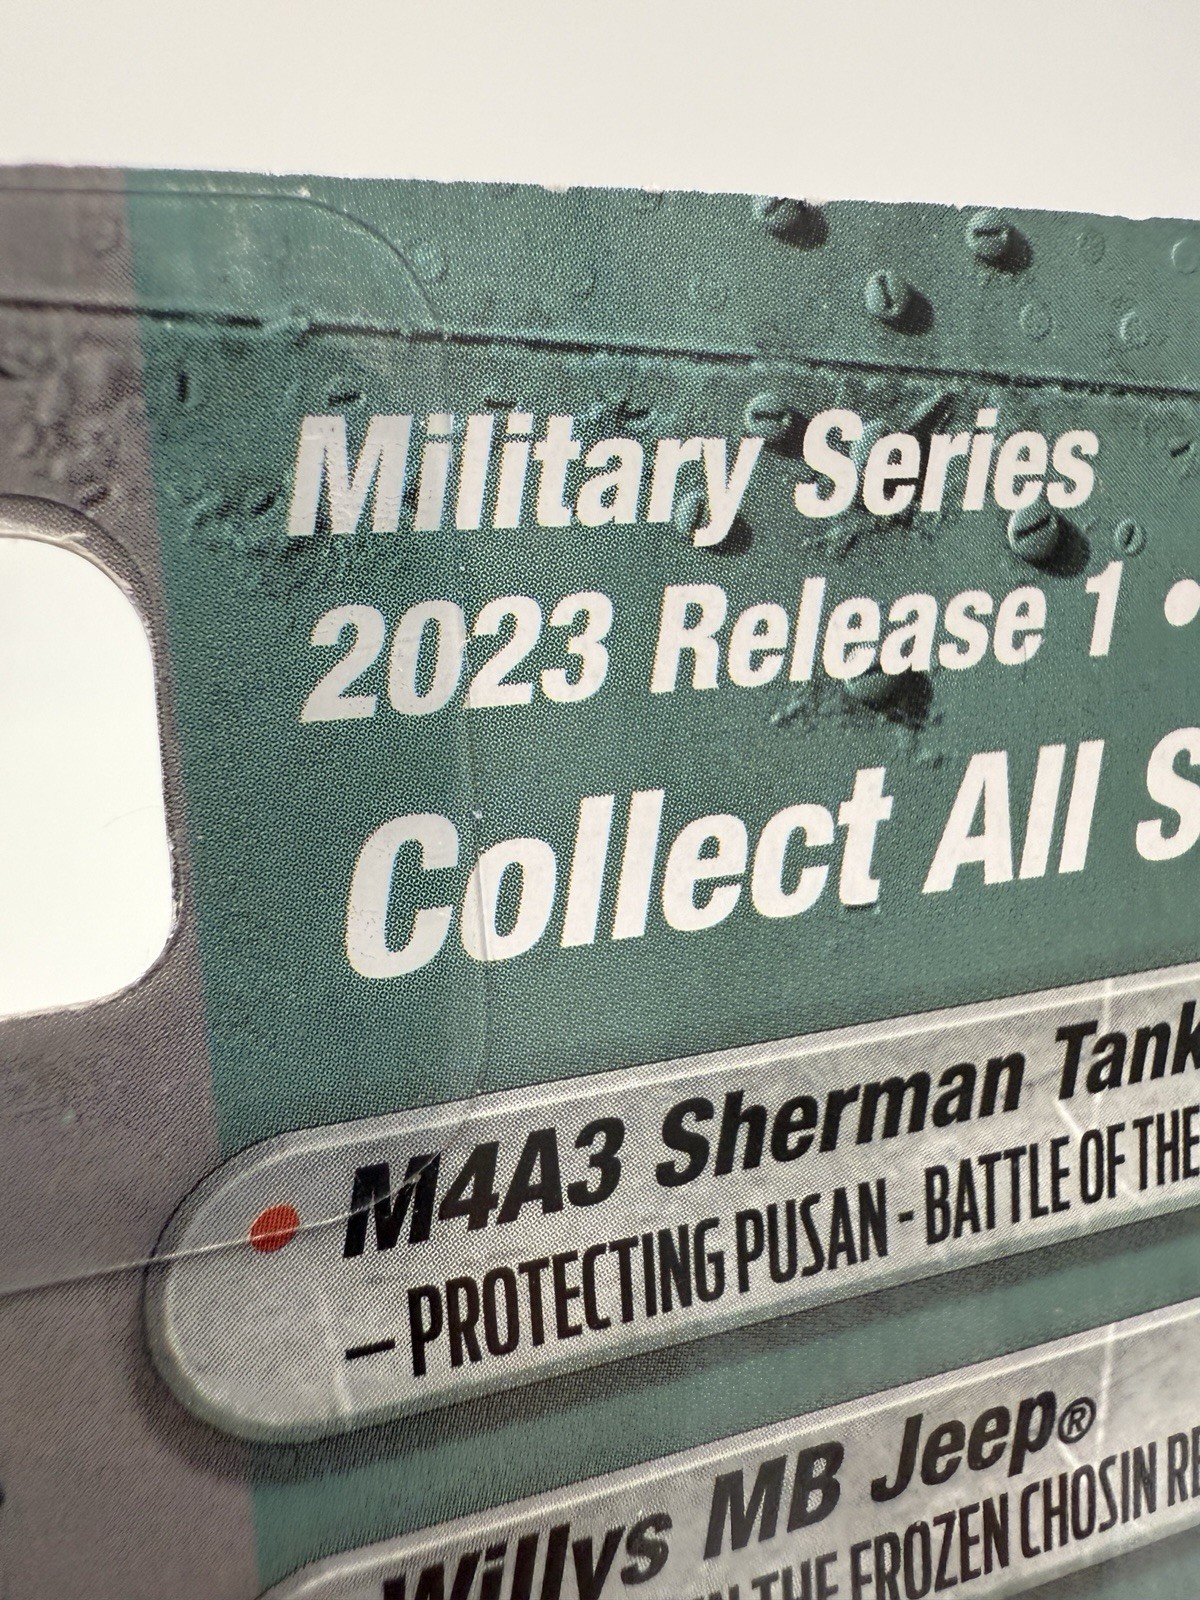 Military Series
2023 Release 1 •
Collect All S
• M4A3 Sherman Tank
– PROTECTING PUSAN - BATTLE OF THE
Willys MB Jeep®
THE FROZEN CHOSIN RE